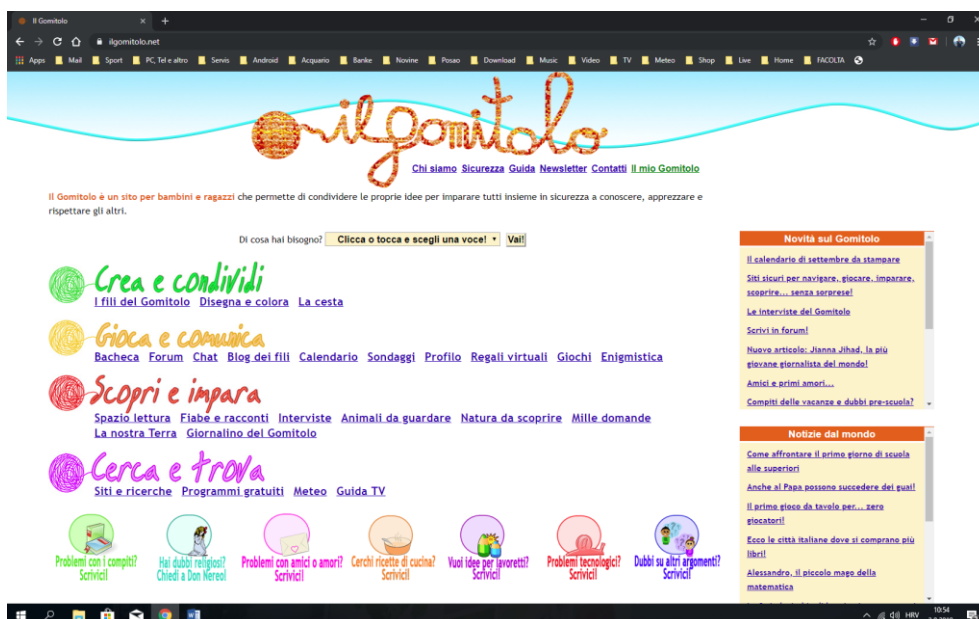 Il Gomitolo
ilgomitolo.net
Apps Mail Sport PC, Tel e altro Servis Android Acquario Banke Novine Posao Download Music Video TV Meteo Shop Live Home FACOLTA
il gomitolo
Chi siamo Sicurezza Guida Newsletter Contatti Il mio Gomitolo
Il Gomitolo è un sito per bambini e ragazzi che permette di condividere le proprie idee per imparare tutti insieme in sicurezza a conoscere, apprezzare e
rispettare gli altri.
Di cosa hai bisogno? Clicca o tocca e scegli una voce! Vai!
Crea e condividi
I fili del Gomitolo Disegna e colora La cesta
Gioca e comunica
Bacheca Forum Chat Blog dei fili Calendario Sondaggi Profilo Regali virtuali Giochi Enigmistica
Scopri e impara
Spazio lettura Fiabe e racconti Interviste Animali da guardare Natura da scoprire Mille domande
La nostra Terra Giornalino del Gomitolo
Cerca e trova
Siti e ricerche Programmi gratuiti Meteo Guida TV
Problemi con i compiti?
Scrivici!
Hai dubbi religiosi?
Chiedi a Don Nereo!
Problemi con amici o amori?
Scrivici!
Cerchi ricette di cucina?
Scrivici!
Vuoi idee per lavoretti?
Scrivici!
Problemi tecnologici?
Scrivici!
Dubbi su altri argomenti?
Scrivici!
Novità sul Gomitolo
Il calendario di settembre da stampare
Siti sicuri per navigare, giocare, imparare,
scoprire... senza sorprese!
Le interviste del Gomitolo
Scrivi in forum!
Nuovo articolo: Jianna Jihad, la più
giovane giornalista del mondo!
Amici e primi amori...
Compiti delle vacanze e dubbi pre-scuola?
Notizie dal mondo
Come affrontare il primo giorno di scuola
alle superiori
Anche al Papa possono succedere dei guai!
Il primo gioco da tavolo per... zero
giocatori!
Ecco le città italiane dove si comprano più
libri!
Alessandro, il piccolo mago della
matematica
HRV
10:54